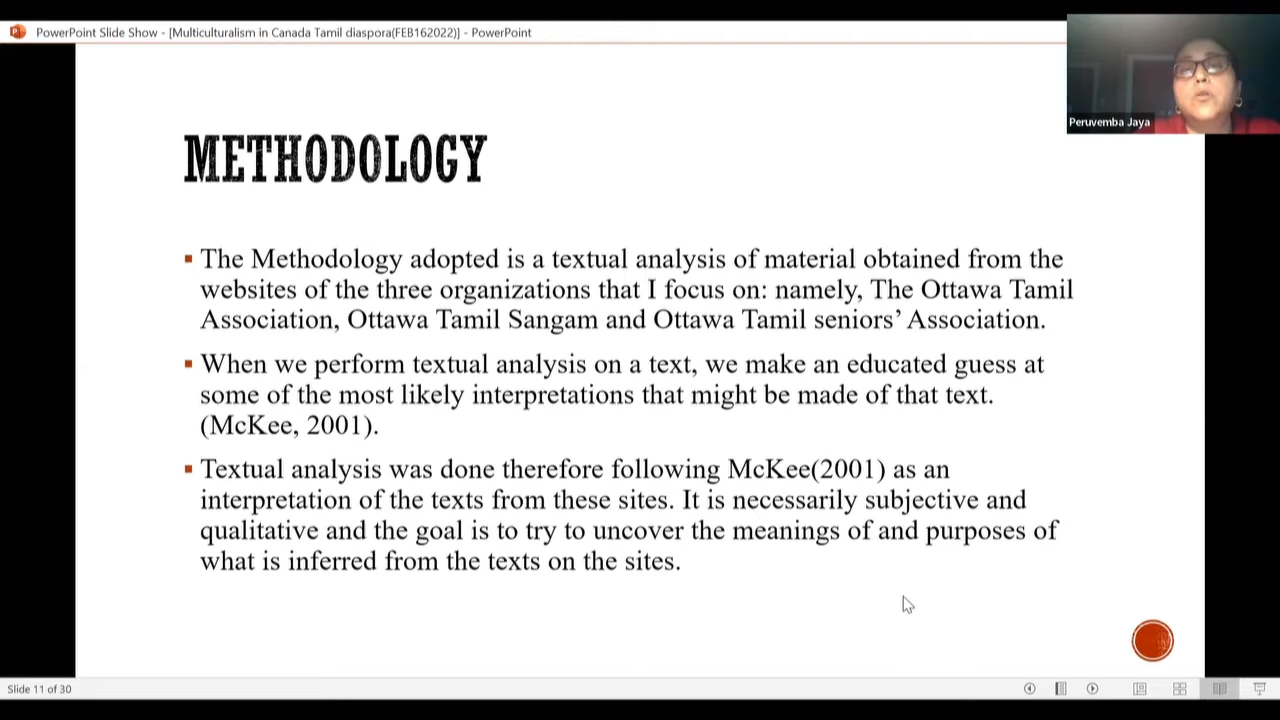 PowerPoint Slide Show - [Multiculturalism in Canada Tamil diaspora(FEB162022)] - PowerPoint
Peruvemba Jaya
METHODOLOGY
▪ The Methodology adopted is a textual analysis of material obtained from the
websites of the three organizations that I focus on: namely, The Ottawa Tamil
Association, Ottawa Tamil Sangam and Ottawa Tamil seniors’ Association.
▪ When we perform textual analysis on a text, we make an educated guess at
some of the most likely interpretations that might be made of that text.
(McKee, 2001).
▪ Textual analysis was done therefore following McKee(2001) as an
interpretation of the texts from these sites. It is necessarily subjective and
qualitative and the goal is to try to uncover the meanings of and purposes of
what is inferred from the texts on the sites.
Slide 11 of 30